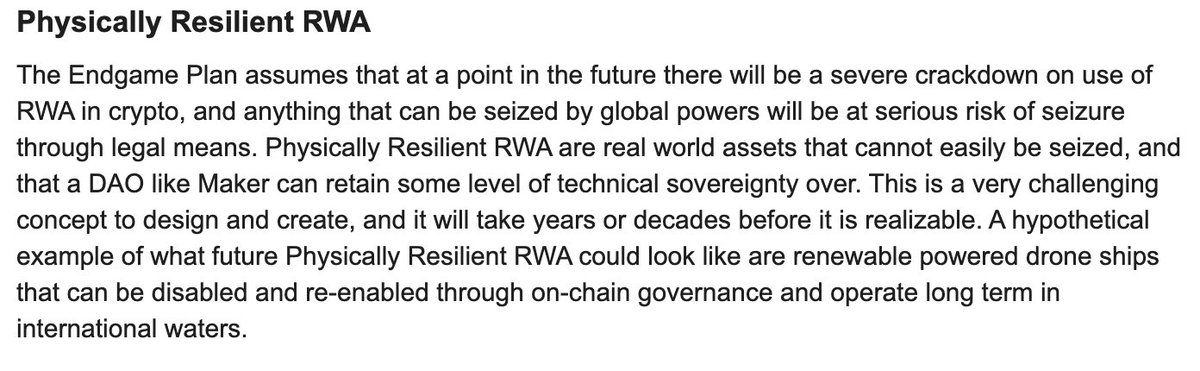 Physically Resilient RWA
The Endgame Plan assumes that at a point in the future there will be a severe crackdown on use of
RWA in crypto, and anything that can be seized by global powers will be at serious risk of seizure
through legal means. Physically Resilient RWA are real world assets that cannot easily be seized, and
that a DAO like Maker can retain some level of technical sovereignty over. This is a very challenging
concept to design and create, and it will take years or decades before it is realizable. A hypothetical
example of what future Physically Resilient RWA could look like are renewable powered drone ships
that can be disabled and re-enabled through on-chain governance and operate long term in
international waters.